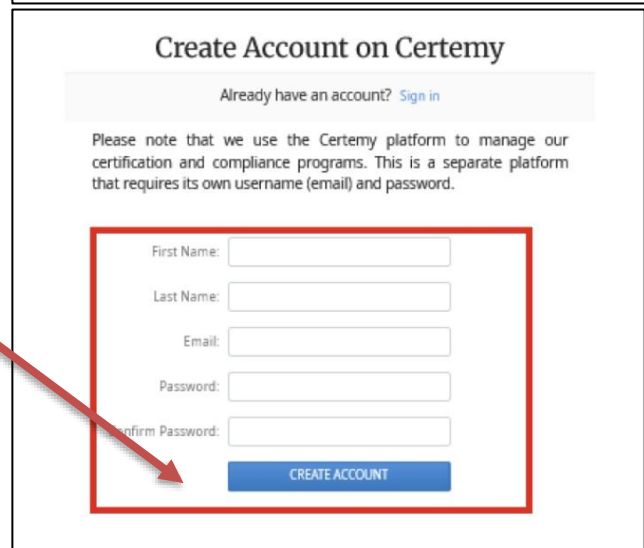 Create Account on Certemy
Already have an account? Sign in
Please note that we use the Certemy platform to manage our
certification and compliance programs. This is a separate platform
that requires its own username (email) and password.
First Name:
Last Name:
Email:
Password:
Confirm Password:
CREATE ACCOUNT